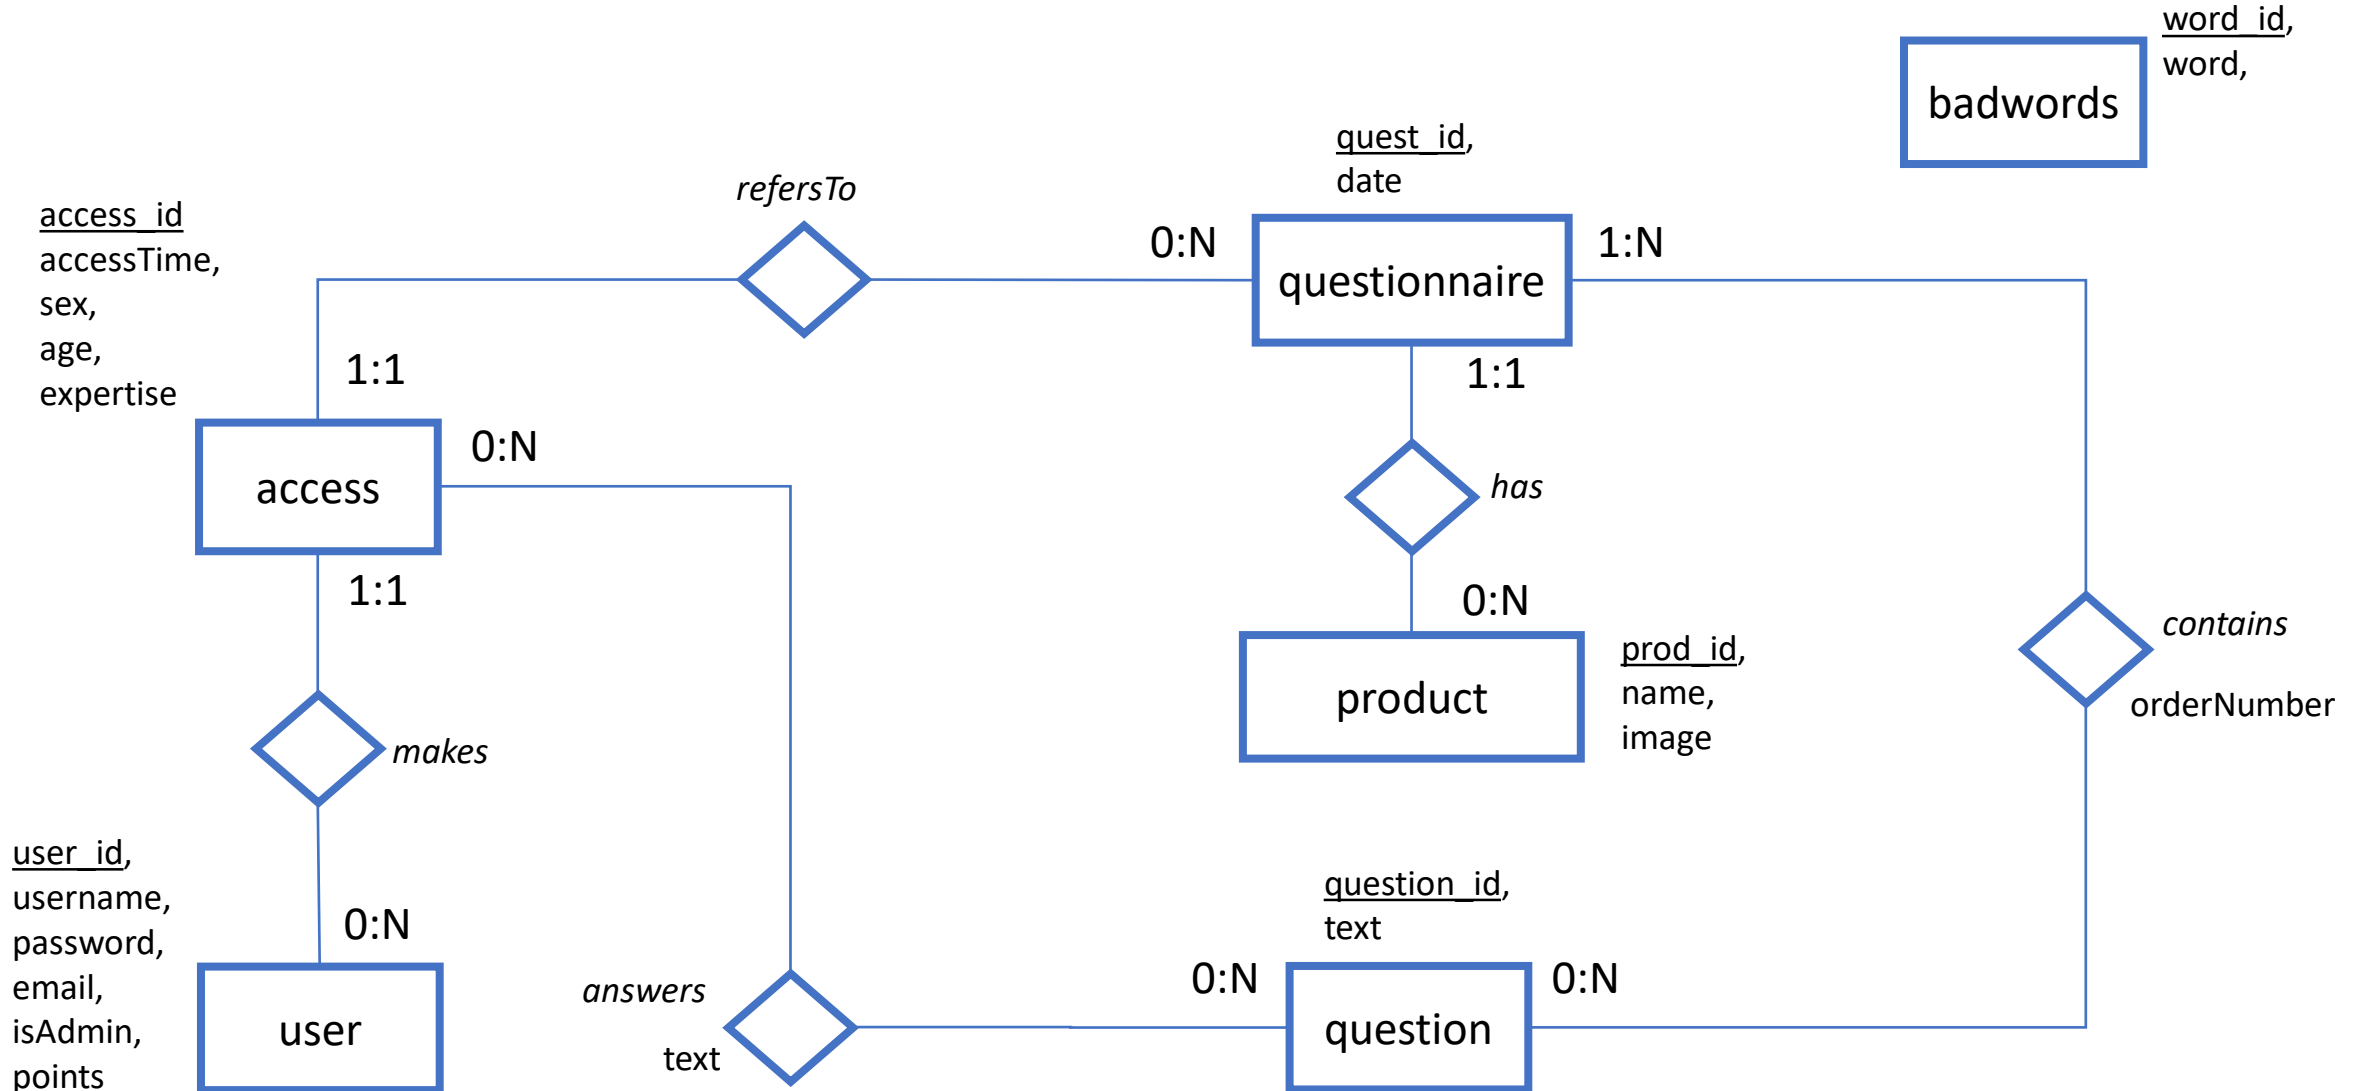 word_id,
word,
badwords
quest_id,
date
refersTo
access_id
accessTime,
sex,
age,
expertise
0:N
questionnaire
1:N
1:1
1:1
0:N
access
has
1:1
0:N
product
prod_id,
name,
image
contains
orderNumber
makes
user_id,
username,
password,
email,
isAdmin,
points
0:N
user
answers
text
question_id,
text
0:N
question
0:N